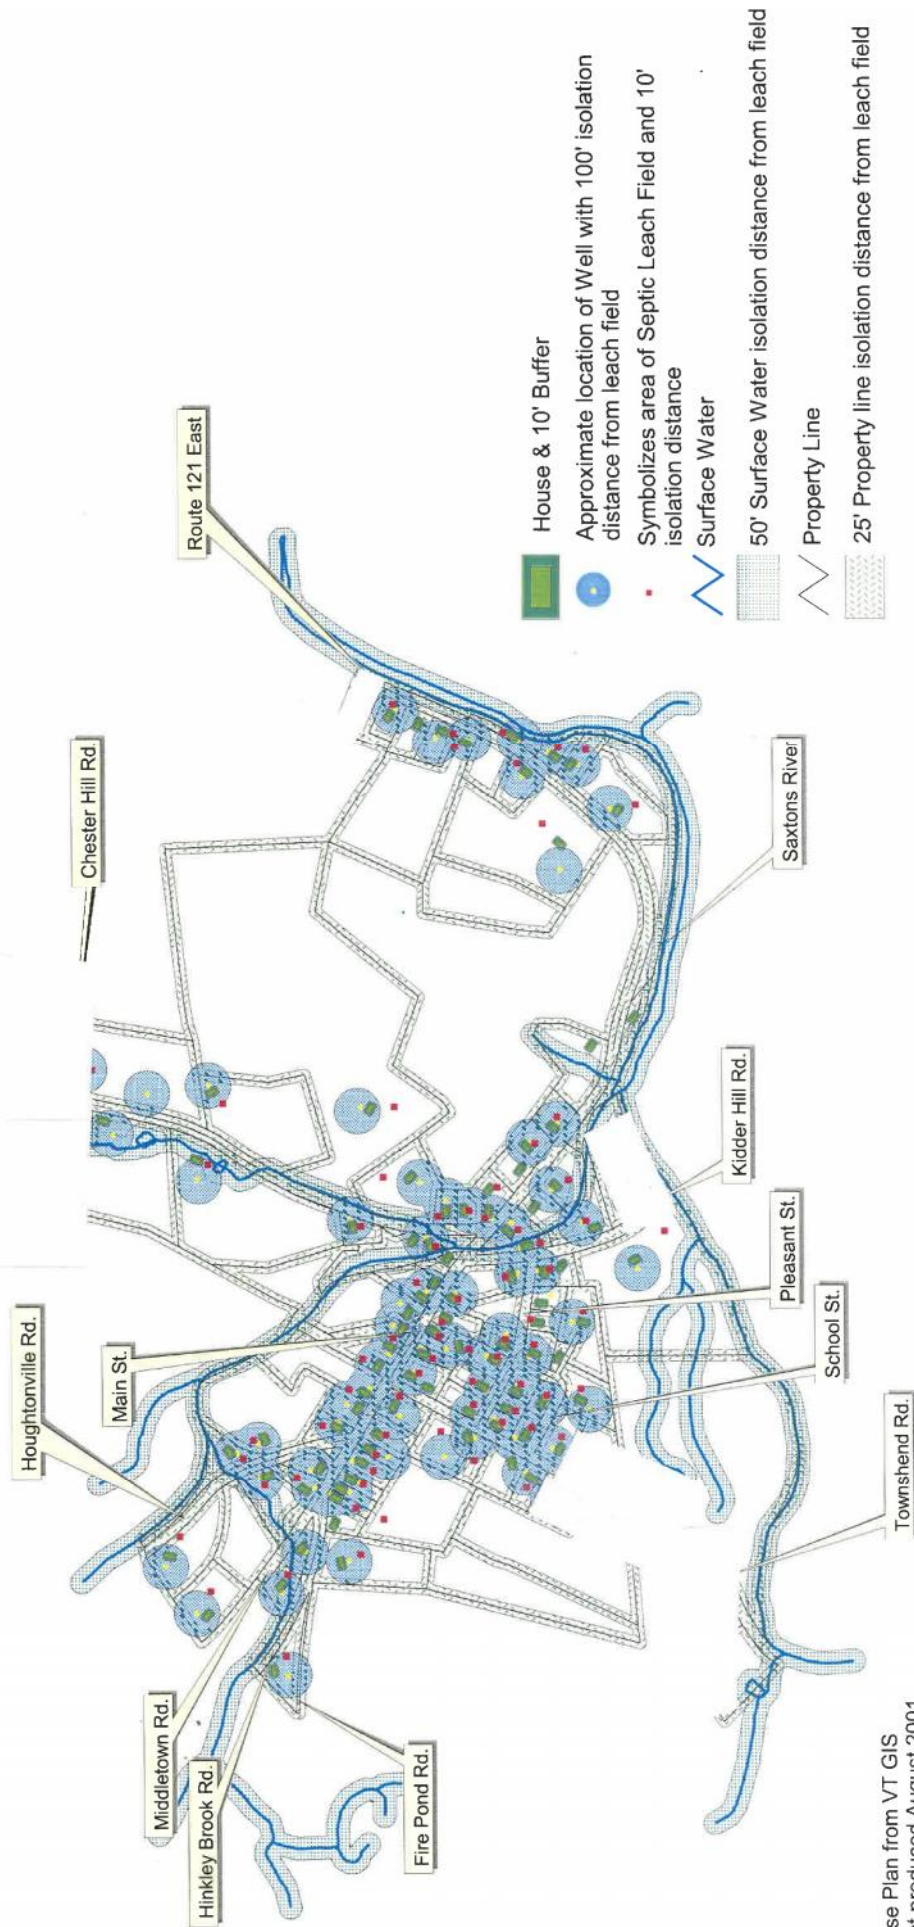 Chester Hill Rd.
Route 121 East
Houghtonville Rd.
Main St.
Middletown Rd.
Hinkley Brook Rd.
Fire Pond Rd.
Saxtons River
Kidder Hill Rd.
Pleasant St.
School St.
Townshend Rd.
House & 10' Buffer
Approximate location of Well with 100' isolation
distance from leach field
Symbolizes area of Septic Leach Field and 10'
isolation distance
Surface Water
50' Surface Water isolation distance from leach field
Property Line
25' Property line isolation distance from leach field
se Plan from VT GIS
t produced August 2001